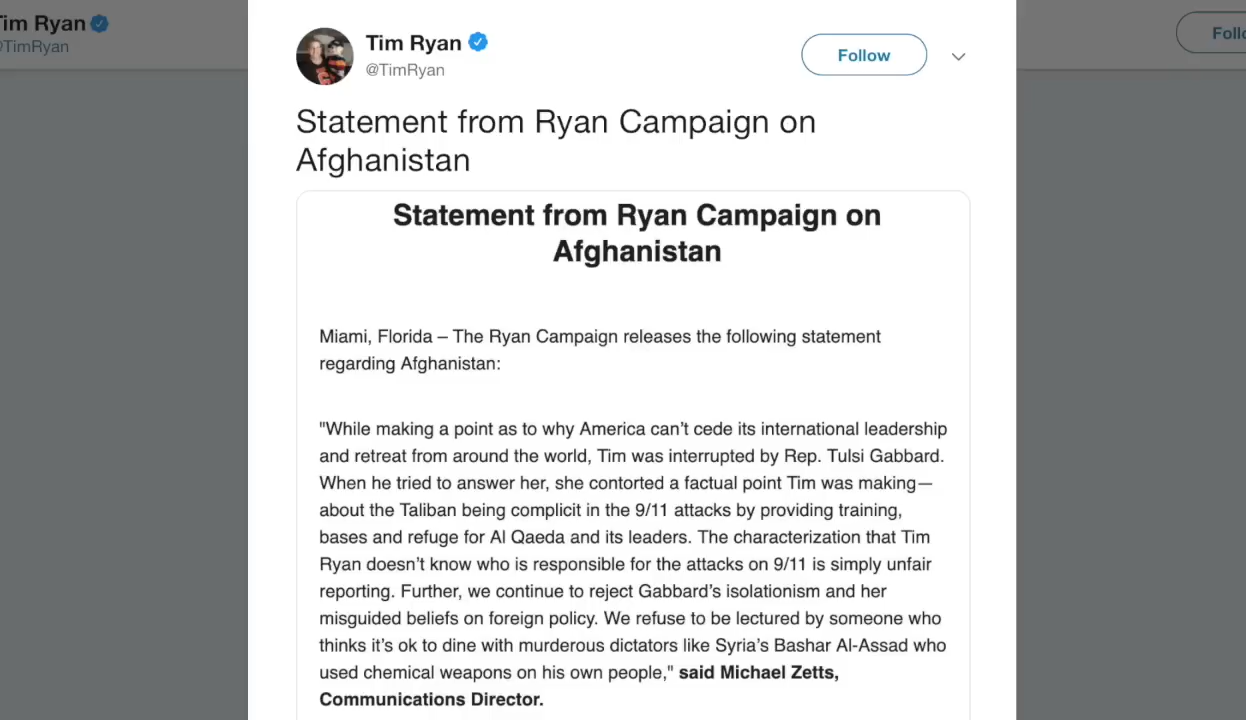 Tim Ryan
@TimRyan
Tim Ryan
@TimRyan
Follow
Statement from Ryan Campaign on
Afghanistan
Statement from Ryan Campaign on
Afghanistan
Miami, Florida – The Ryan Campaign releases the following statement
regarding Afghanistan:
"While making a point as to why America can't cede its international leadership
and retreat from around the world, Tim was interrupted by Rep. Tulsi Gabbard.
When he tried to answer her, she contorted a factual point Tim was making—
about the Taliban being complicit in the 9/11 attacks by providing training,
bases and refuge for Al Qaeda and its leaders. The characterization that Tim
Ryan doesn't know who is responsible for the attacks on 9/11 is simply unfair
reporting. Further, we continue to reject Gabbard's isolationism and her
misguided beliefs on foreign policy. We refuse to be lectured by someone who
thinks it's ok to dine with murderous dictators like Syria's Bashar Al-Assad who
used chemical weapons on his own people," said Michael Zetts,
Communications Director.